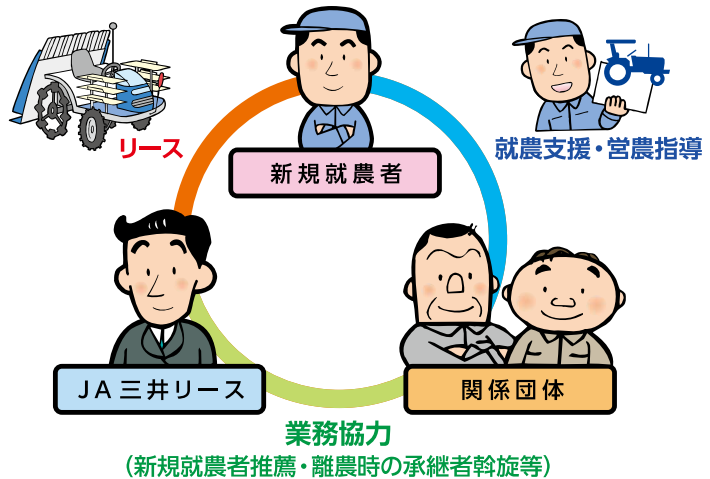 リース
就農支援・営農指導
新規就農者
JA三井リース
関係団体
業務協力
（新規就農者推薦・離農時の承継者斡旋等）